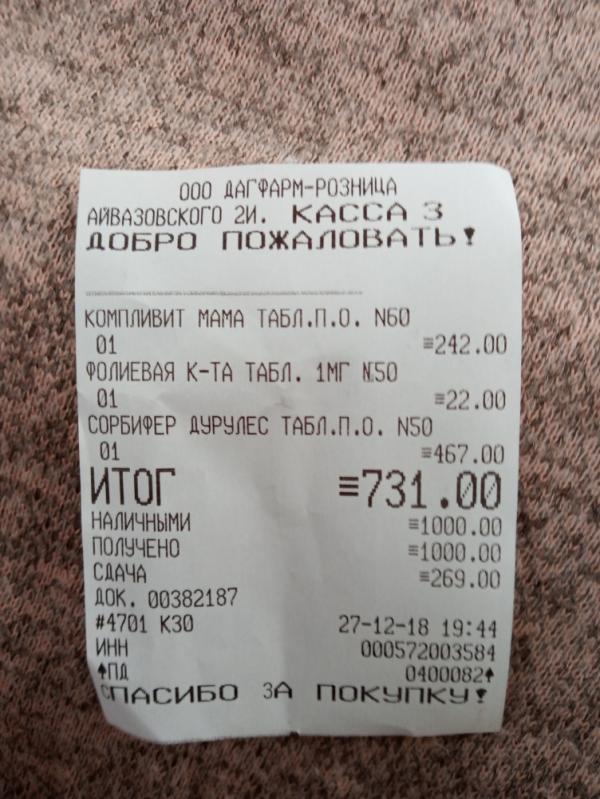 ООО ДАГФАРМ-РОЗНИЦА
АЙВАЗОВСКОГО 2И. КАССА 3
ДОБРО ПОЖАЛОВАТЬ!
КОМПЛИВИТ МАМА ТАБЛ.П.О. N60
01 ≡242.00
ФОЛИЕВАЯ К-ТА ТАБЛ. 1МГ N50
01 ≡22.00
СОРБИФЕР ДУРУЛЕС ТАБЛ.П.О. N50
01 ≡467.00
ИТОГ ≡731.00
НАЛИЧНЫМИ ≡1000.00
ПОЛУЧЕНО ≡1000.00
СДАЧА ≡269.00
ДОК. 00382187
#4701 К30 27-12-18 19:44
ИНН 000572003584
↑ПД 0400082↑
СПАСИБО ЗА ПОКУПКУ!